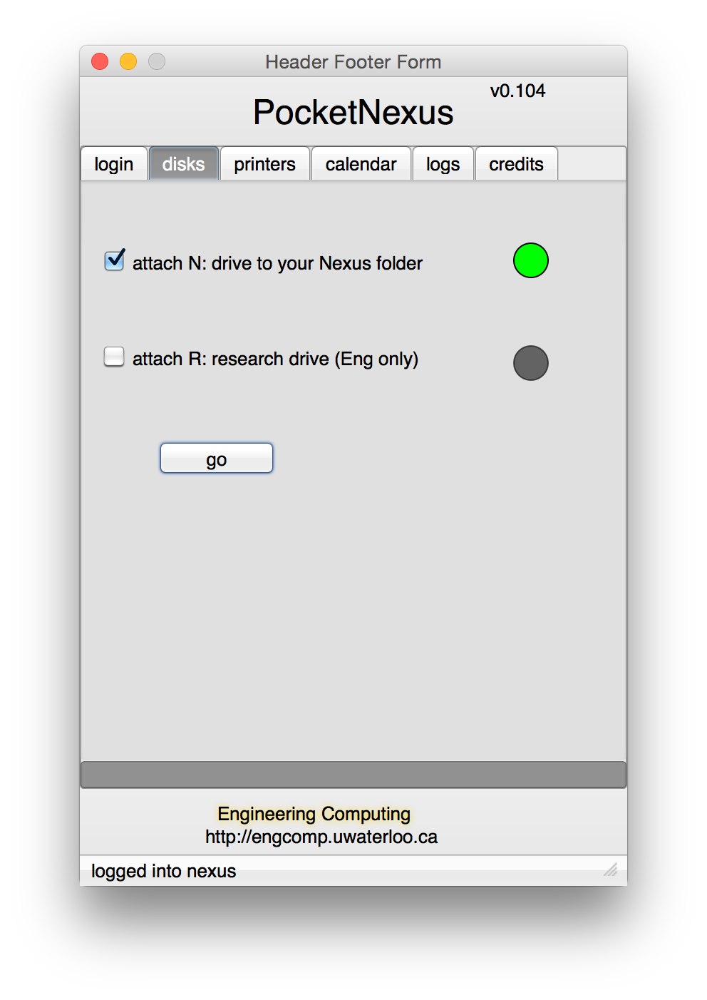 Header Footer Form
v0.104
PocketNexus
login disks printers calendar logs credits
attach N: drive to your Nexus folder
attach R: research drive (Eng only)
go
Engineering Computing
http://engcomp.uwaterloo.ca
logged into nexus